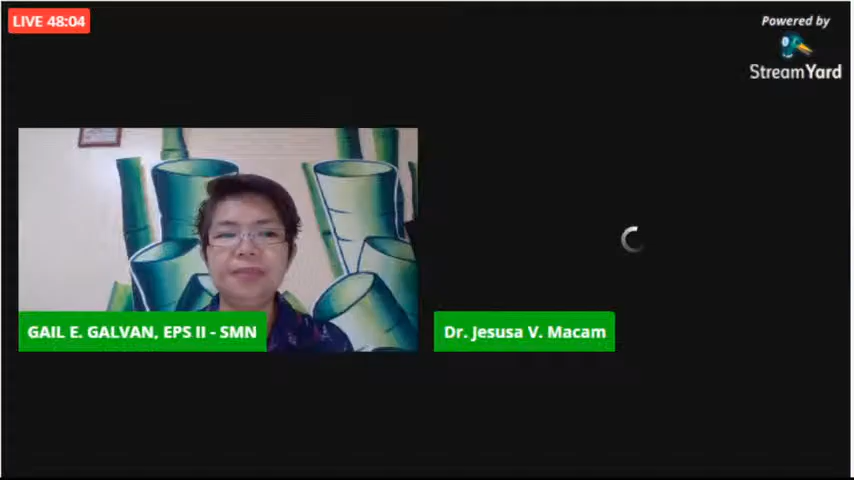 LIVE 48:04
Powered by
StreamYard
GAIL E. GALVAN, EPS II - SMN
Dr. Jesusa V. Macam